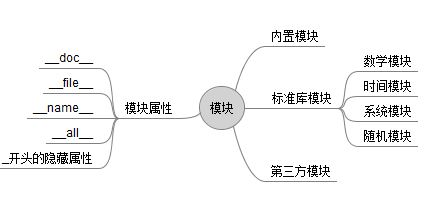 模块
模块属性
__doc__
__file__
__name__
__all__
_开头的隐藏属性
内置模块
标准库模块
数学模块
时间模块
系统模块
随机模块
第三方模块